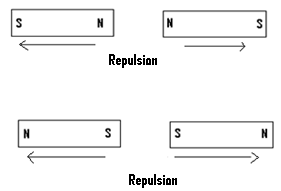 S N N S
Repulsion
N S S N
Repulsion